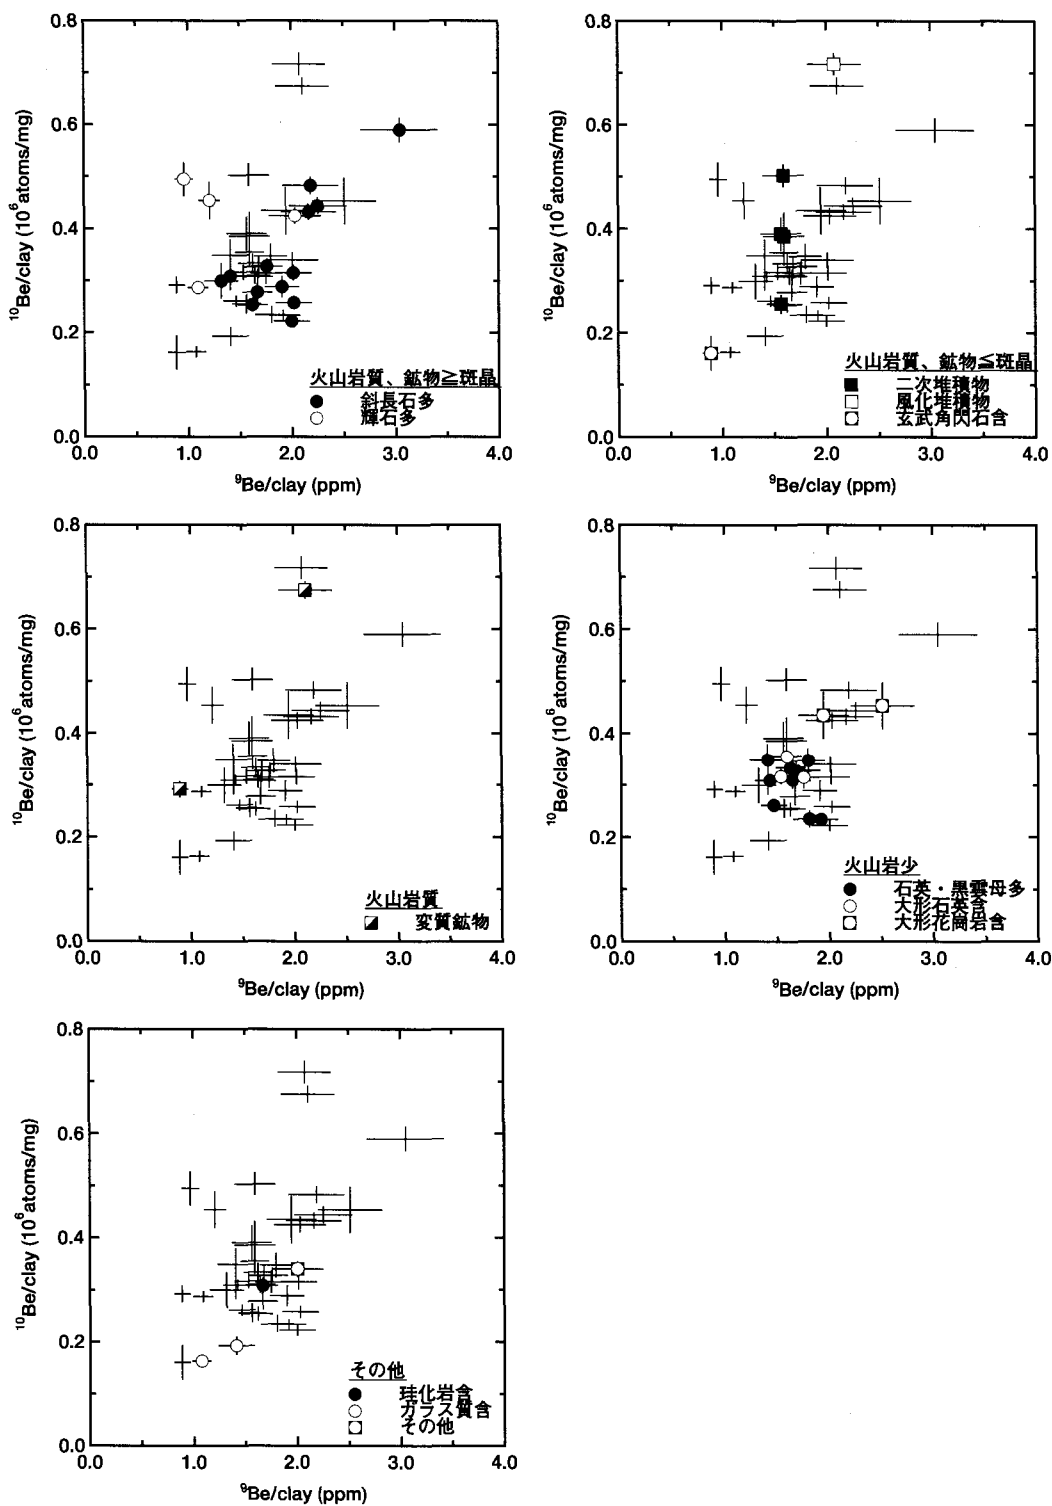 0.8
0.6
0.4
0.2
0.0
¹⁰Be/clay (10⁶atoms/mg)
火山岩質、鉱物≧斑晶
斜長石多
輝石多
0.0 1.0 2.0 3.0 4.0
⁹Be/clay (ppm)
0.8
0.6
0.4
0.2
0.0
¹⁰Be/clay (10⁶atoms/mg)
火山岩質、鉱物≦斑晶
二次堆積物
風化堆積物
玄武角閃石含
0.0 1.0 2.0 3.0 4.0
⁹Be/clay (ppm)
0.8
0.6
0.4
0.2
0.0
¹⁰Be/clay (10⁶atoms/mg)
火山岩質
変質鉱物
0.0 1.0 2.0 3.0 4.0
⁹Be/clay (ppm)
0.8
0.6
0.4
0.2
0.0
¹⁰Be/clay (10⁶atoms/mg)
火山岩少
石英・黒雲母多
大形石英含
大形花崗岩含
0.0 1.0 2.0 3.0 4.0
⁹Be/clay (ppm)
0.8
0.6
0.4
0.2
0.0
¹⁰Be/clay (10⁶atoms/mg)
その他
珪化岩含
ガラス質含
その他
0.0 1.0 2.0 3.0 4.0
⁹Be/clay (ppm)